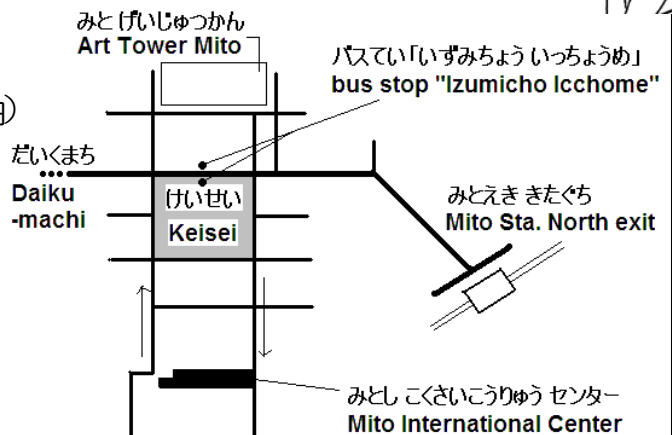 みと げいじゅつかん
Art Tower Mito
バスてい「いずみちょう いっちょうめ」
bus stop "Izumicho Icchome"
だいくまち
Daiku
-machi
けいせい
Keisei
みとえき きたぐち
Mito Sta. North exit
みとし こくさいこうりゅう センター
Mito International Center